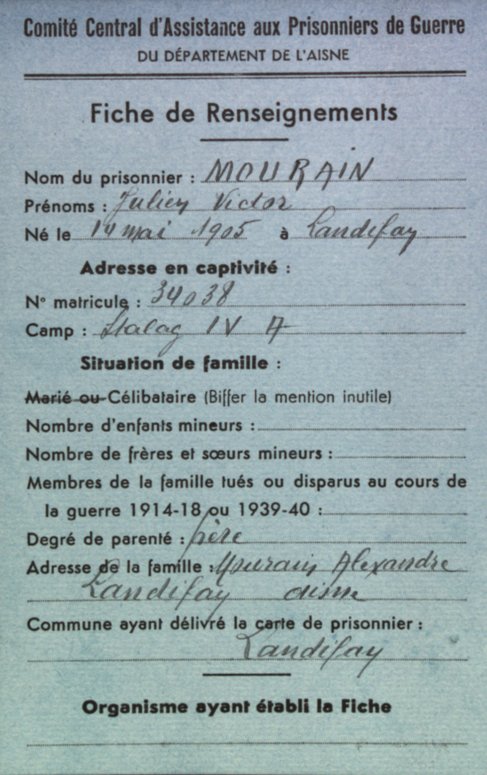 Comité Central d'Assistance aux Prisonniers de Guerre
DU DÉPARTEMENT DE L'AISNE
Fiche de Renseignements
Nom du prisonnier : MOURAIN
Prénoms : Julien Victor
Né le 14 mai 1905 à Landifay
Adresse en captivité :
N° matricule : 34038
Camp : Stalag IV A
Situation de famille :
Marié ou Célibataire (Biffer la mention inutile)
Nombre d'enfants mineurs :
Nombre de frères et sœurs mineurs :
Membres de la famille tués ou disparus au cours de
la guerre 1914-18 ou 1939-40 :
Degré de parenté : frère
Adresse de la famille : Mourain Alexandre
Landifay aisne
Commune ayant délivré la carte de prisonnier :
Landifay
Organisme ayant établi la Fiche